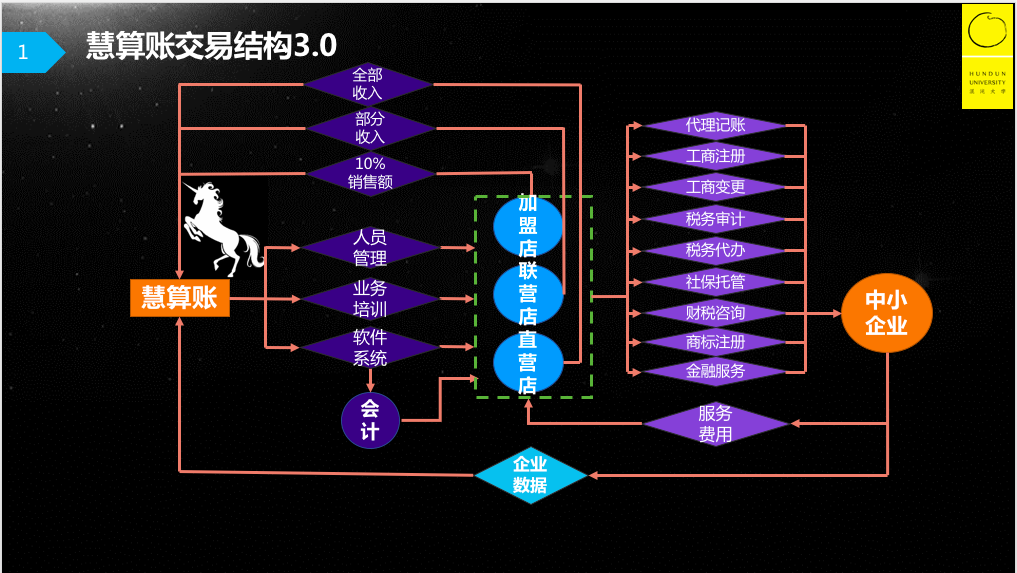 1
慧算账交易结构3.0
HUNDUN
UNIVERSITY
混沌大学
全部
收入
部分
收入
10%
销售额
人员
管理
业务
培训
软件
系统
慧算账
会
计
加
盟
店
联
营
店
直
营
店
代理记账
工商注册
工商变更
税务审计
税务代办
社保托管
财税咨询
商标注册
金融服务
服务
费用
中小
企业
企业
数据